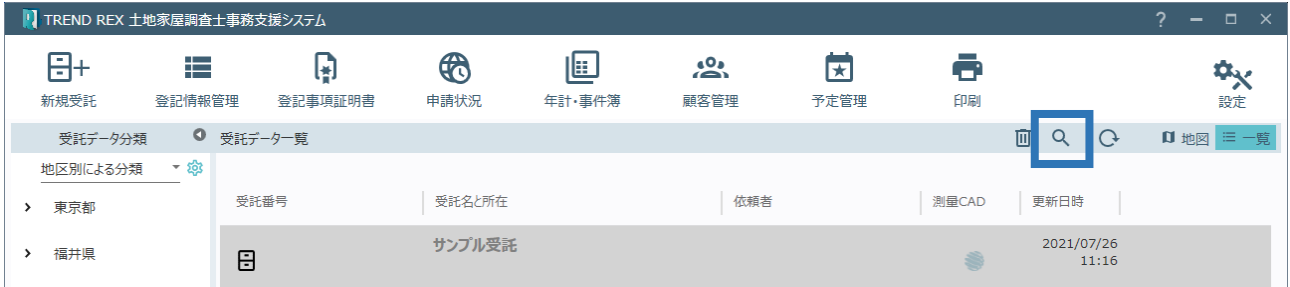 TREND REX 土地家屋調査士事務支援システム
新規受託 登記情報管理 登記事項証明書 申請状況 年計・事件簿 顧客管理 予定管理 印刷 設定
受託データ分類 受託データ一覧 地図 一覧
地区別による分類
受託番号 受託名と所在 依頼者 測量CAD 更新日時
東京都
サンプル受託 2021/07/26
福井県
11:16